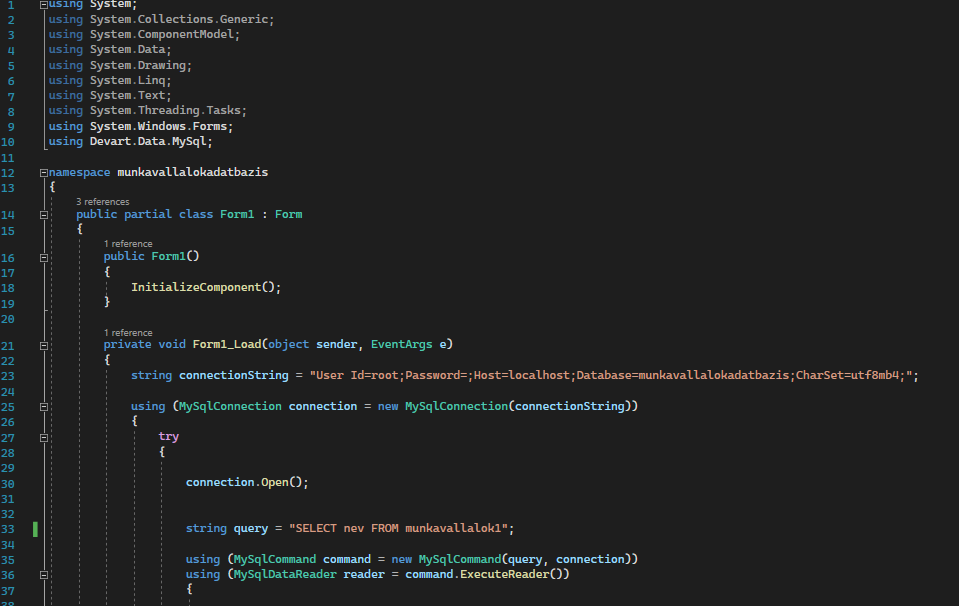 1 using System;
2 using System.Collections.Generic;
3 using System.ComponentModel;
4 using System.Data;
5 using System.Drawing;
6 using System.Linq;
7 using System.Text;
8 using System.Threading.Tasks;
9 using System.Windows.Forms;
10 using Devart.Data.MySql;
11
12 namespace munkavallalokadatbazis
13 {
3 references
14 public partial class Form1 : Form
15 {
1 reference
16 public Form1()
17 {
18 InitializeComponent();
19 }
20
1 reference
21 private void Form1_Load(object sender, EventArgs e)
22 {
23 string connectionString = "User Id=root;Password=;Host=localhost;Database=munkavallalokadatbazis;CharSet=utf8mb4;";
24
25 using (MySqlConnection connection = new MySqlConnection(connectionString))
26 {
27 try
28 {
29
30 connection.Open();
31
32
33 string query = "SELECT nev FROM munkavallalok1";
34
35 using (MySqlCommand command = new MySqlCommand(query, connection))
36 using (MySqlDataReader reader = command.ExecuteReader())
37 {
38